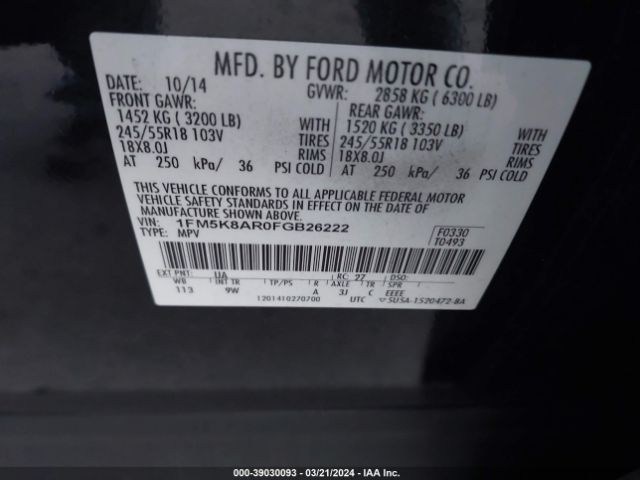 MFD. BY FORD MOTOR CO.
DATE: 10/14 GVWR: 2858 KG ( 6300 LB)
FRONT GAWR: REAR GAWR:
1452 KG ( 3200 LB) WITH 1520 KG ( 3350 LB) WITH
245/55R18 103V TIRES 245/55R18 103V TIRES
18X8.0J RIMS 18X8.0J RIMS
AT 250 kPa/ 36 PSI COLD AT 250 kPa/ 36 PSI COLD
THIS VEHICLE CONFORMS TO ALL APPLICABLE FEDERAL MOTOR
VEHICLE SAFETY STANDARDS IN EFFECT ON THE DATE OF
MANUFACTURE SHOWN ABOVE.
VIN: 1FM5K8AR0FGB26222 F0330
TYPE: MPV T0493
EXT PNT: UA RC: 27 DSO:
WB INT TR TP/PS R AXLE TR SPR
113 9W A 3J C EEEE
1201410270700 UTC ▽5U5A-1520472-BA
0-39030093 - 03/21/2024 - IAA Auctions